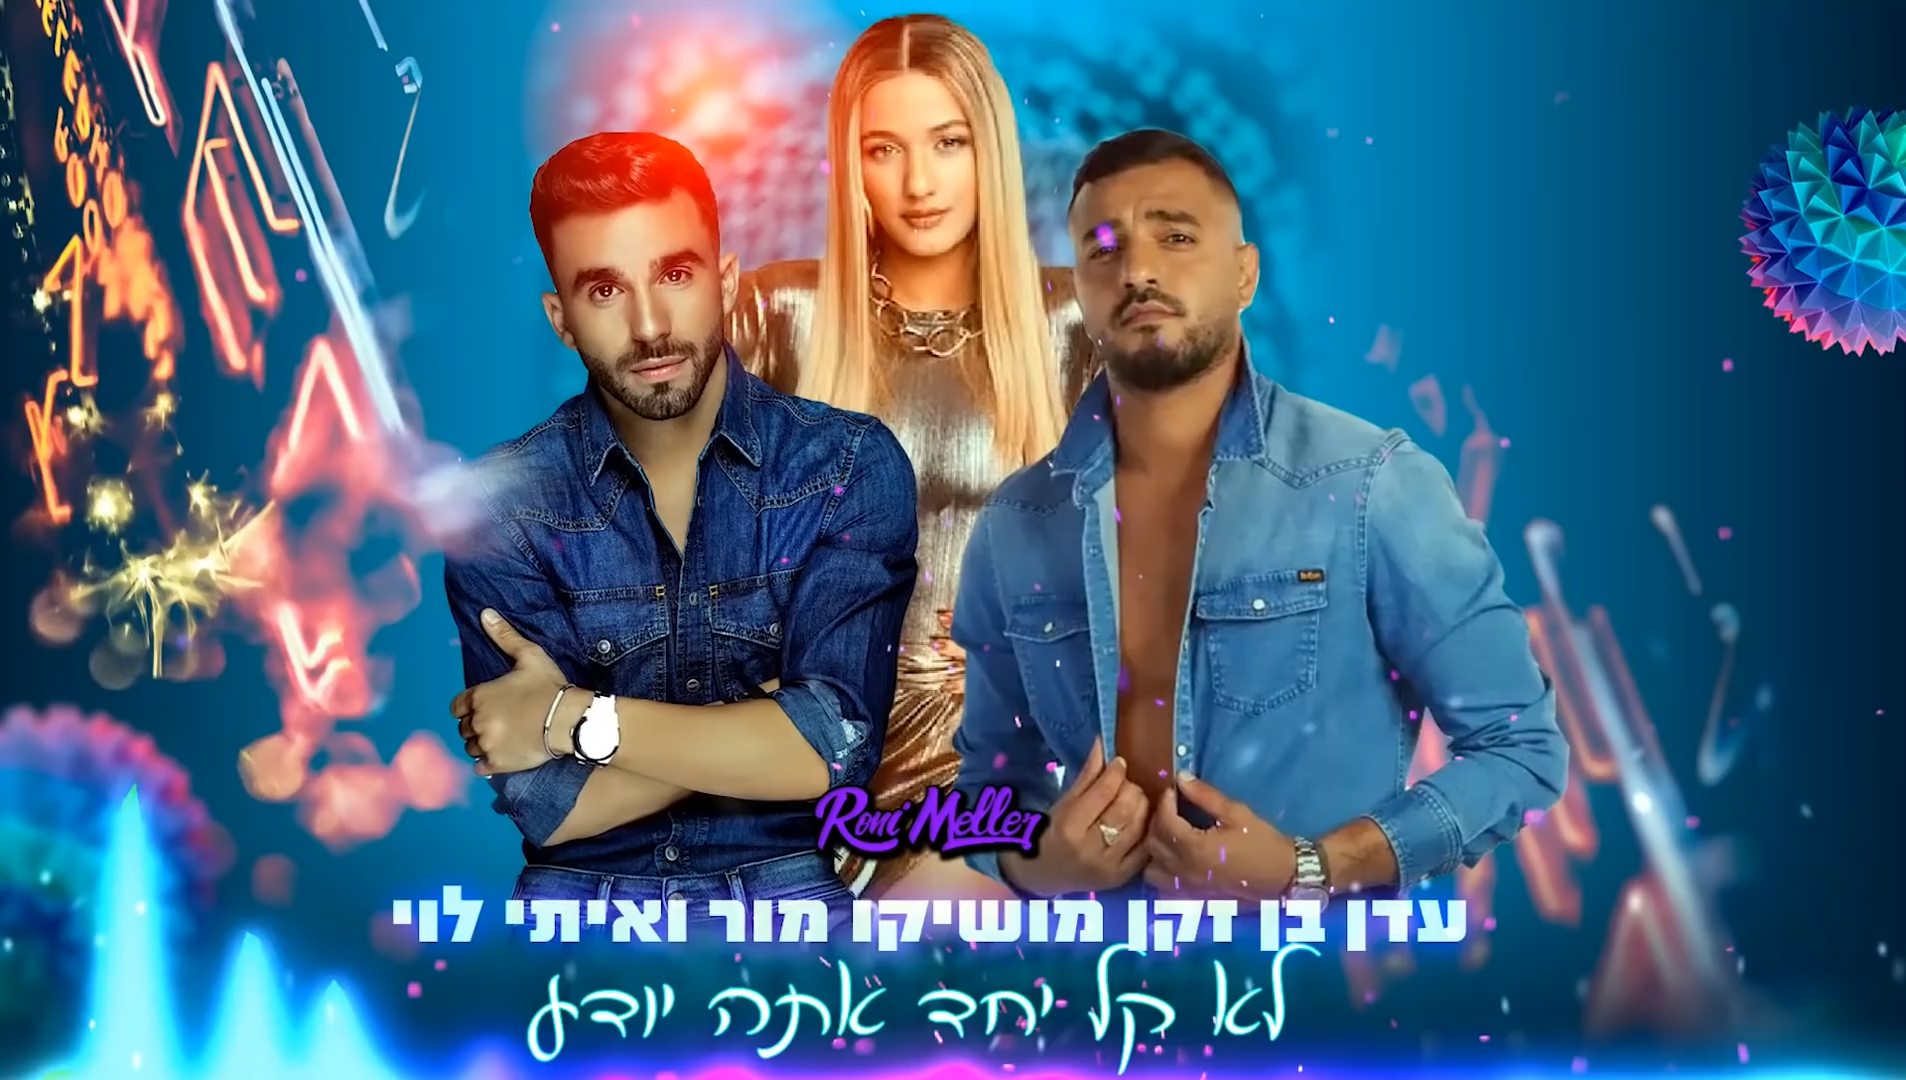 Roni Meller
עדן בן זקן מושיקו מור ואיתי לוי
לא קל יחד אתה יודע